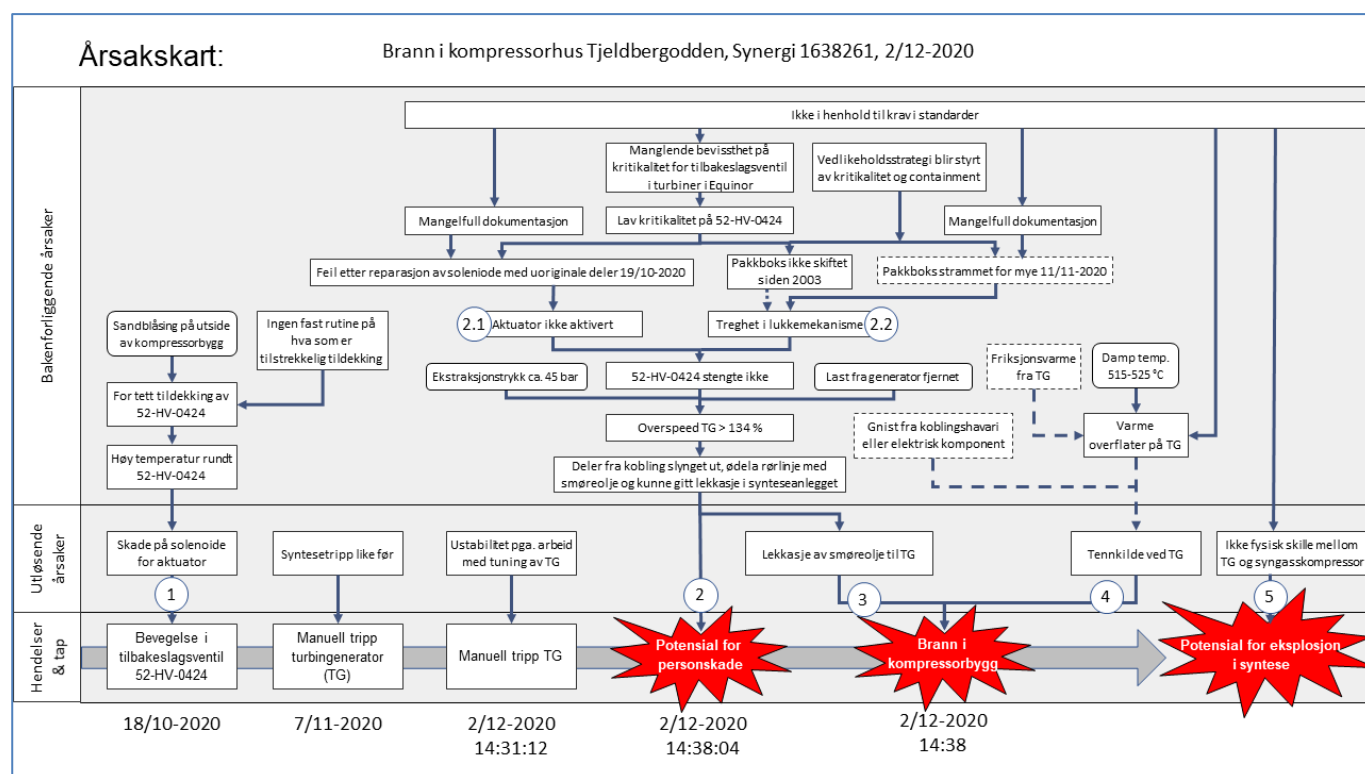 Årsakskart:
Brann i kompressorhus Tjeldbergodden, Synergi 1638261, 2/12-2020
Bakenforliggende årsaker
Ikke i henhold til krav i standarder
Manglende bevissthet på
kritikalitet for tilbakeslagsventil
i turbiner i Equinor
Vedlikeholdsstrategi blir styrt
av kritikalitet og containment
Mangelfull dokumentasjon
Lav kritikalitet på 52-HV-0424
Mangelfull dokumentasjon
Feil etter reparasjon av soleniode med uoriginale deler 19/10-2020
Pakkboks ikke skiftet
siden 2003
Pakkboks strammet for mye 11/11-2020
Sandblåsing på utside
av kompressorbygg
Ingen fast rutine på
hva som er
tilstrekkelig tildekking
2.1
Aktuator ikke aktivert
Treghet i lukkemekanisme
2.2
Ekstraksjonstrykk ca. 45 bar
52-HV-0424 stengte ikke
Last fra generator fjernet
Friksjonsvarme
fra TG
Damp temp.
515-525 °C
For tett tildekking av
52-HV-0424
Overspeed TG > 134 %
Gnist fra koblingshavari
eller elektrisk komponent
Varme
overflater på TG
Høy temperatur rundt
52-HV-0424
Deler fra kobling slynget ut, ødela rørlinje med
smøreolje og kunne gitt lekkasje i synteseanlegget
Utløsende
årsaker
Skade på solenoide
for aktuator
Syntesetripp like før
Ustabilitet pga. arbeid
med tuning av TG
Lekkasje av smøreolje til TG
Tennkilde ved TG
Ikke fysisk skille mellom
TG og syngasskompressor
1
2
3
4
5
Hendelser
& tap
Bevegelse i
tilbakeslagsventil
52-HV-0424
Manuell tripp
turbingenerator
(TG)
Manuell tripp TG
Potensial for
personskade
Brann i
kompressorbygg
Potensial for eksplosjon
i syntese
18/10-2020
7/11-2020
2/12-2020
14:31:12
2/12-2020
14:38:04
2/12-2020
14:38